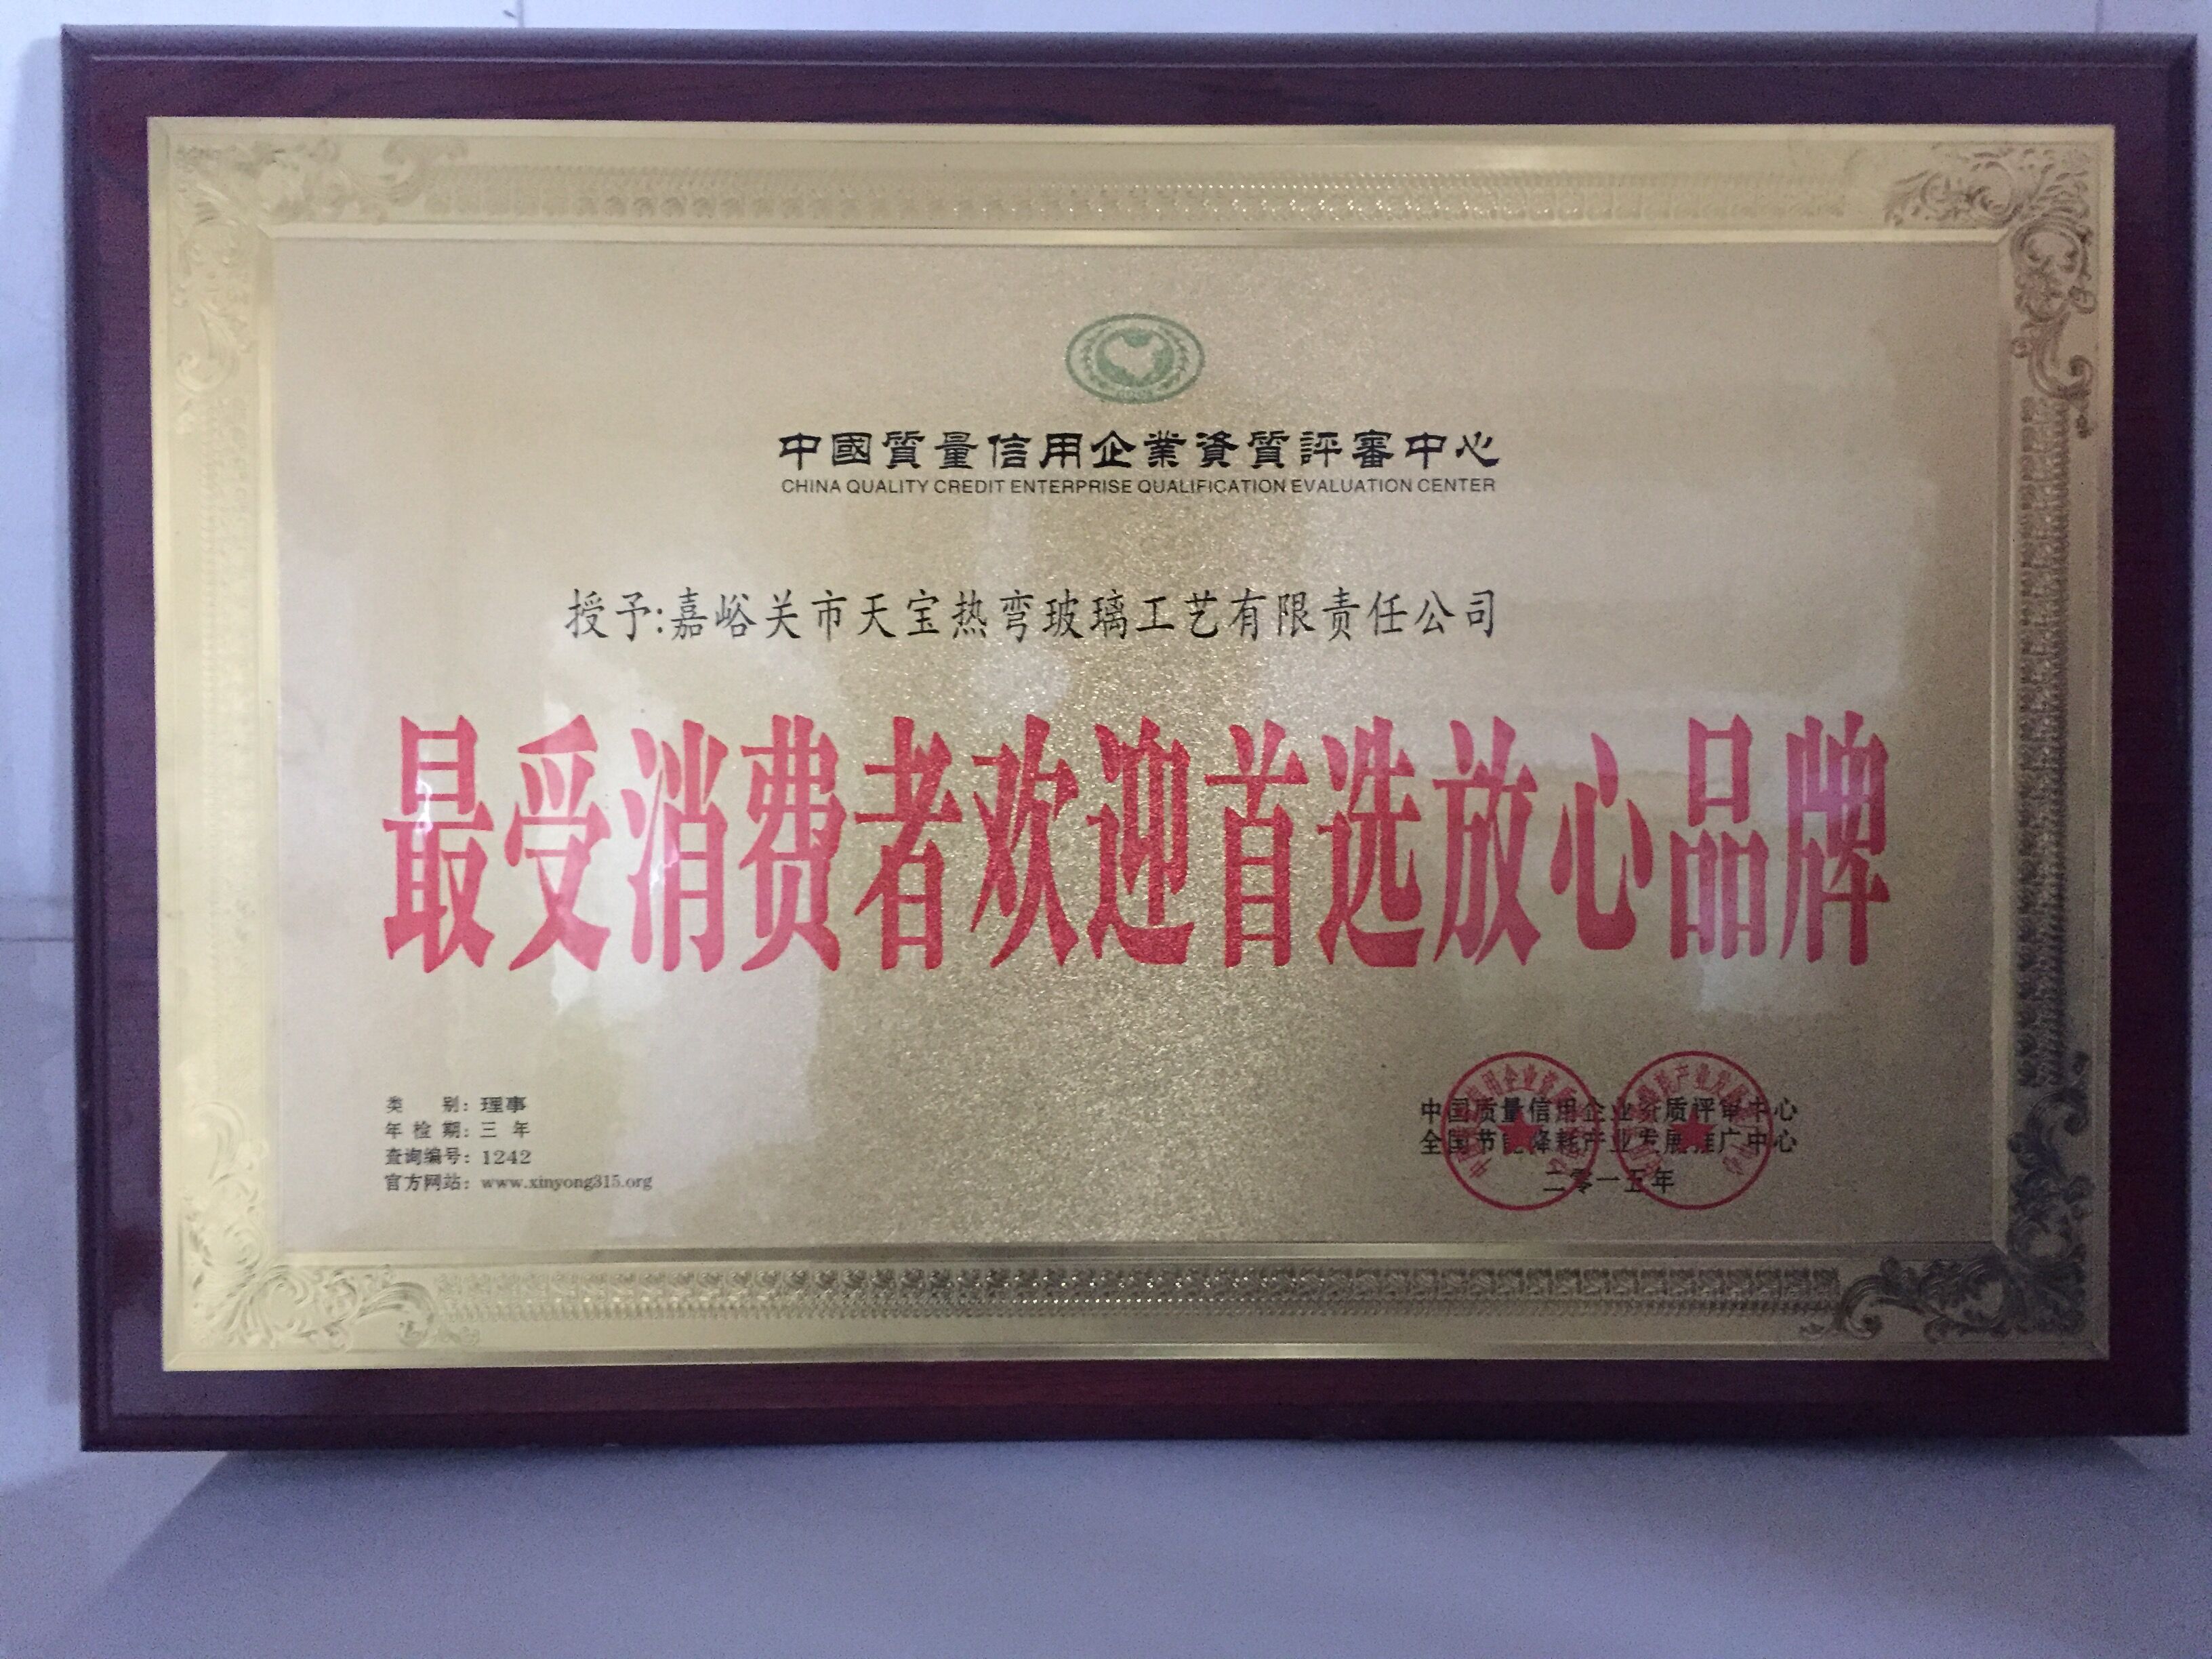 中國質量信用企業資質評審中心
CHINA QUALITY CREDIT ENTERPRISE QUALIFICATION EVALUATION CENTER
授予:嘉峪关市天宝热弯玻璃工艺有限责任公司
最受消费者欢迎首选放心品牌
类 别：理事
年检期：三 年
查询编号：1242
官方网站：www.xinyong315.org
中国质量信用企业资质评审中心
全国节能降耗产业发展推广中心
二零一五年